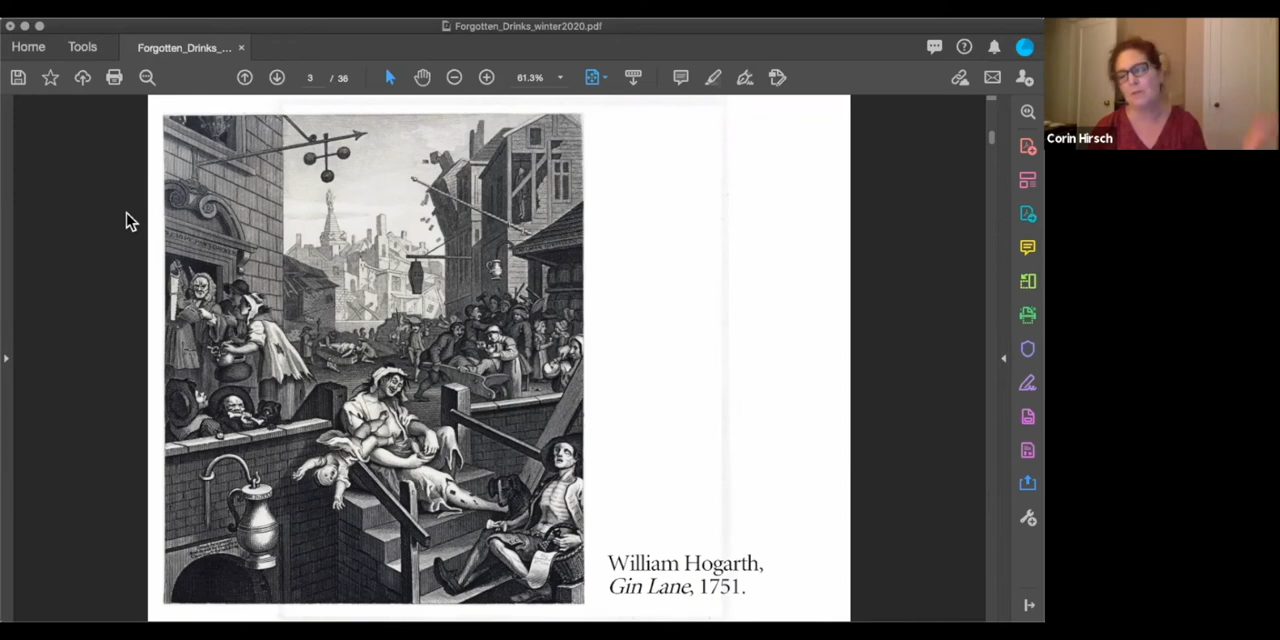 Forgotten_Drinks_winter2020.pdf
Home
Tools
Forgotten_Drinks_...
3 / 36
61.3%
Corin Hirsch
William Hogarth,
Gin Lane, 1751.